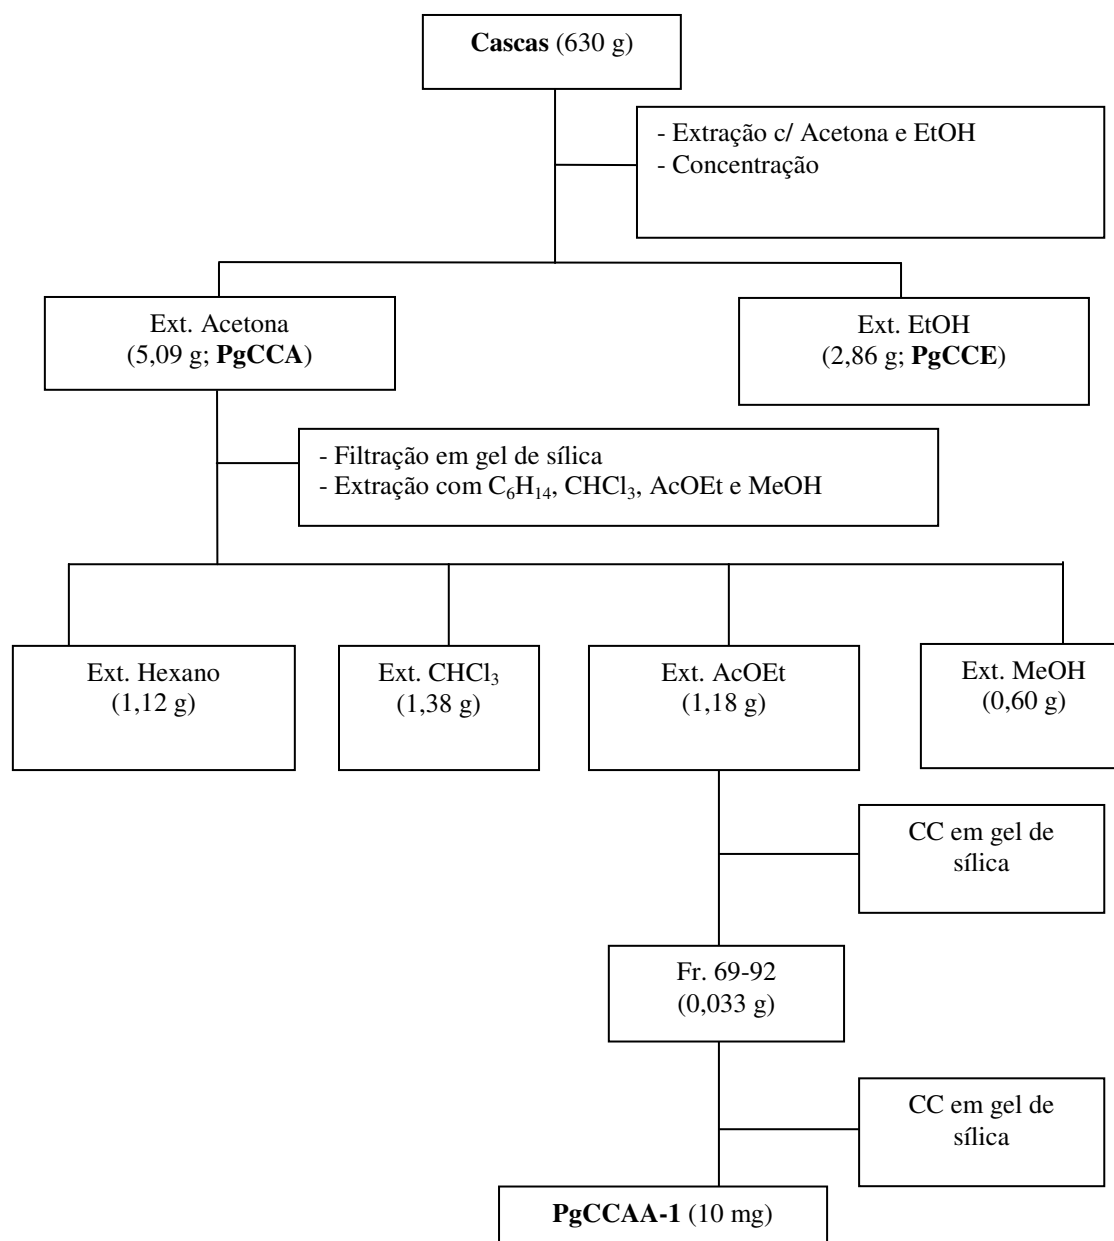 Cascas (630 g)
- Extração c/ Acetona e EtOH
- Concentração
Ext. Acetona
(5,09 g; PgCCA)
Ext. EtOH
(2,86 g; PgCCE)
- Filtração em gel de sílica
- Extração com C₆H₁₄, CHCl₃, AcOEt e MeOH
Ext. Hexano
(1,12 g)
Ext. CHCl₃
(1,38 g)
Ext. AcOEt
(1,18 g)
Ext. MeOH
(0,60 g)
CC em gel de
sílica
Fr. 69-92
(0,033 g)
CC em gel de
sílica
PgCCAA-1 (10 mg)